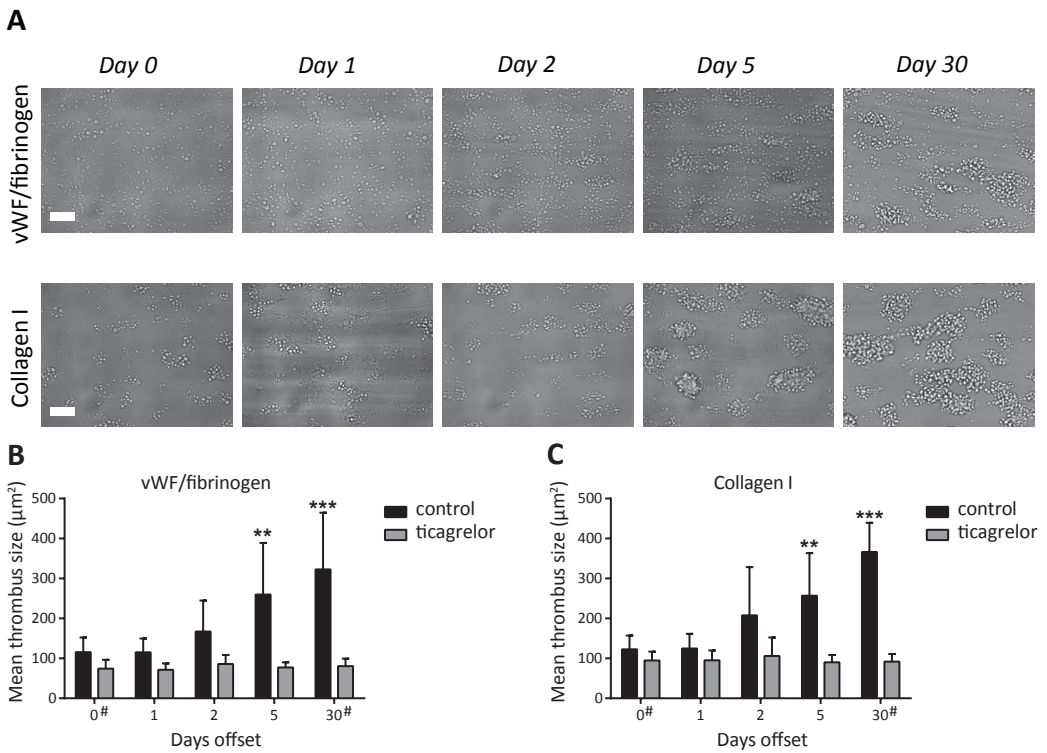 A
Day 0 Day 1 Day 2 Day 5 Day 30
vWF/fibrinogen
Collagen I
B
vWF/fibrinogen
Mean thrombus size (µm²)
500
400
300
200
100
0
** ***
control
ticagrelor
0# 1 2 5 30#
Days offset
C
Collagen I
Mean thrombus size (µm²)
500
400
300
200
100
0
** ***
control
ticagrelor
0# 1 2 5 30#
Days offset